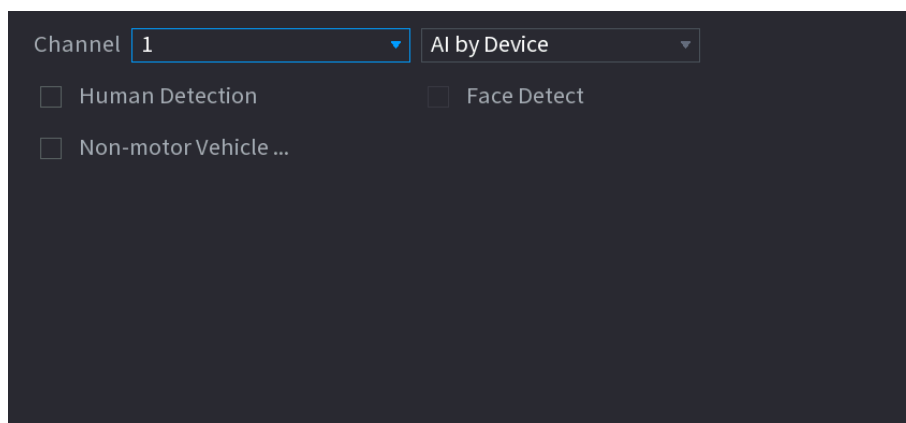 Channel 1 AI by Device
Human Detection Face Detect
Non-motor Vehicle ...